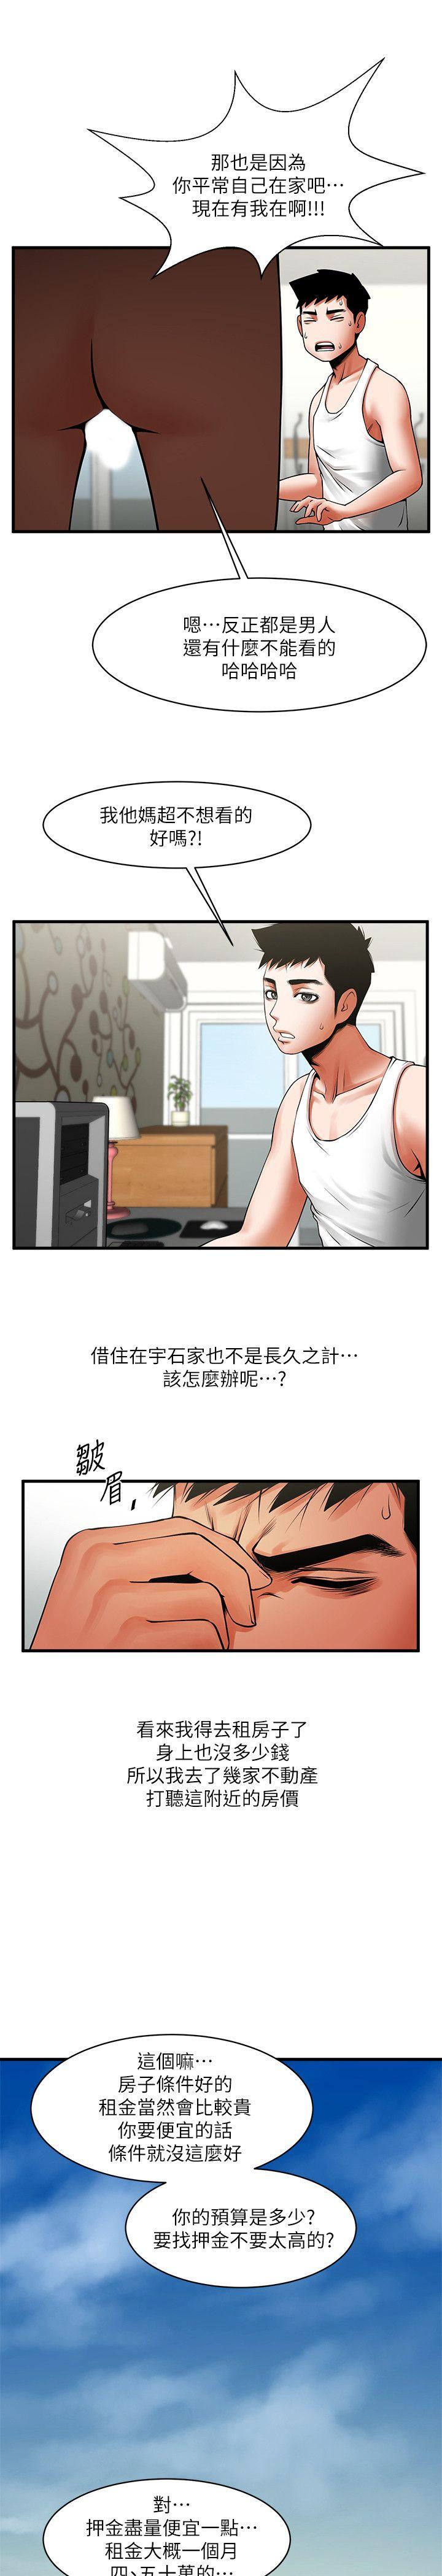 那也是因為
你平常自己在家吧…
現在有我在啊!!!
嗯…反正都是男人
還有什麼不能看的
哈哈哈哈
我他媽超不想看的
好嗎?!
借住在宇石家也不是長久之計…
該怎麼辦呢…?
皺眉,
看來我得去租房子了
身上也沒多少錢
所以我去了幾家不動產
打聽這附近的房價
這個嘛…
房子條件好的
租金當然會比較貴
你要便宜的話
條件就沒這麼好
你的預算是多少?
要找押金不要太高的?
對…
押金盡量便宜一點…
租金大概一個月
四、五十萬的…